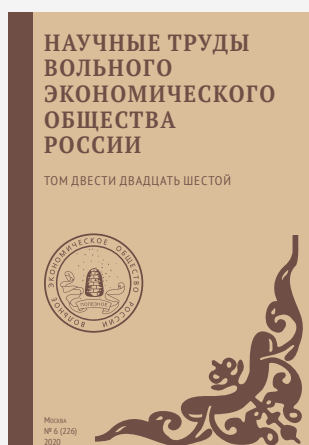 НАУЧНЫЕ ТРУДЫ
ВОЛЬНОГО
ЭКОНОМИЧЕСКОГО
ОБЩЕСТВА
РОССИИ
ТОМ ДВЕСТИ ДВАДЦАТЬ ШЕСТОЙ
ВОЛЬНОЕ ЭКОНОМИЧЕСКОЕ ОБЩЕСТВО РОССИИ
ПОЛЕЗНОЕ
Москва
№ 6 (226)
2020